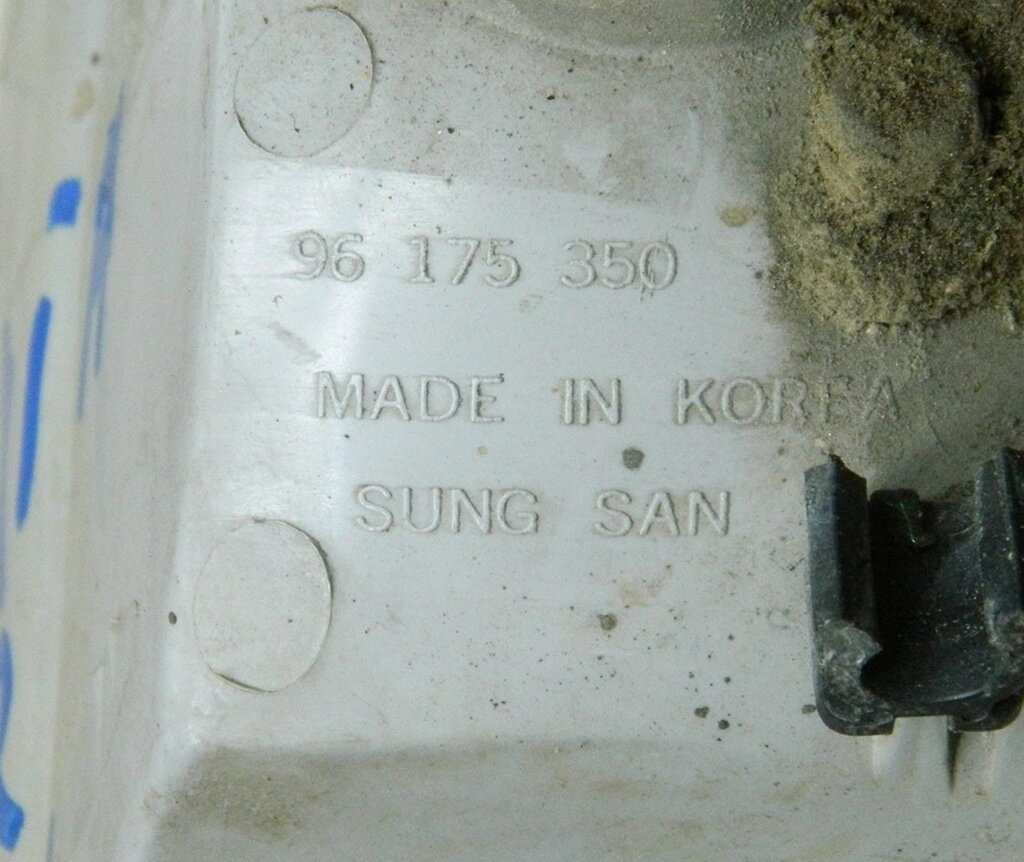 96 175 350
MADE IN KOREA
SUNG SAN